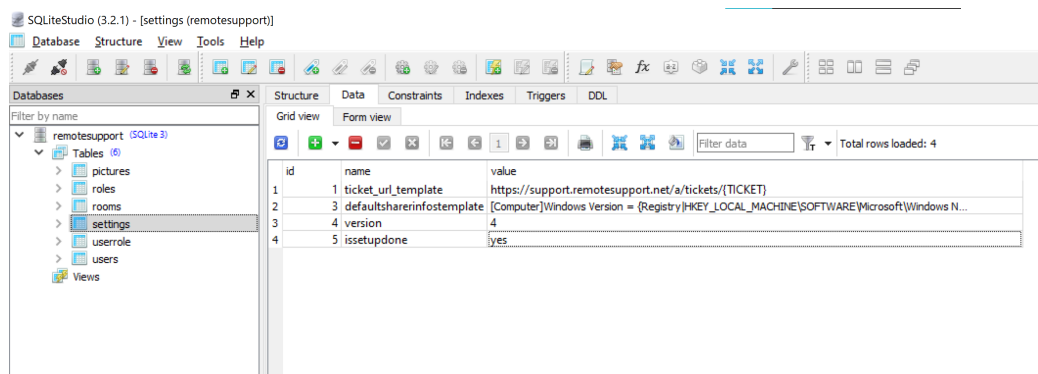 SQLiteStudio (3.2.1) - [settings (remotesupport)]
Database Structure View Tools Help
Databases
Structure Data Constraints Indexes Triggers DDL
Filter by name
Grid view Form view
remotesupport (SQLite 3)
1 Filter data Total rows loaded: 4
Tables (6)
pictures
roles
rooms
settings
userrole
users
Views
id name value
1 1 ticket_url_template https://support.remotesupport.net/a/tickets/{TICKET}
2 3 defaultsharerinfostemplate [Computer]Windows Version = {Registry|HKEY_LOCAL_MACHINE\SOFTWARE\Microsoft\Windows N...
3 4 version 4
4 5 issetupdone yes